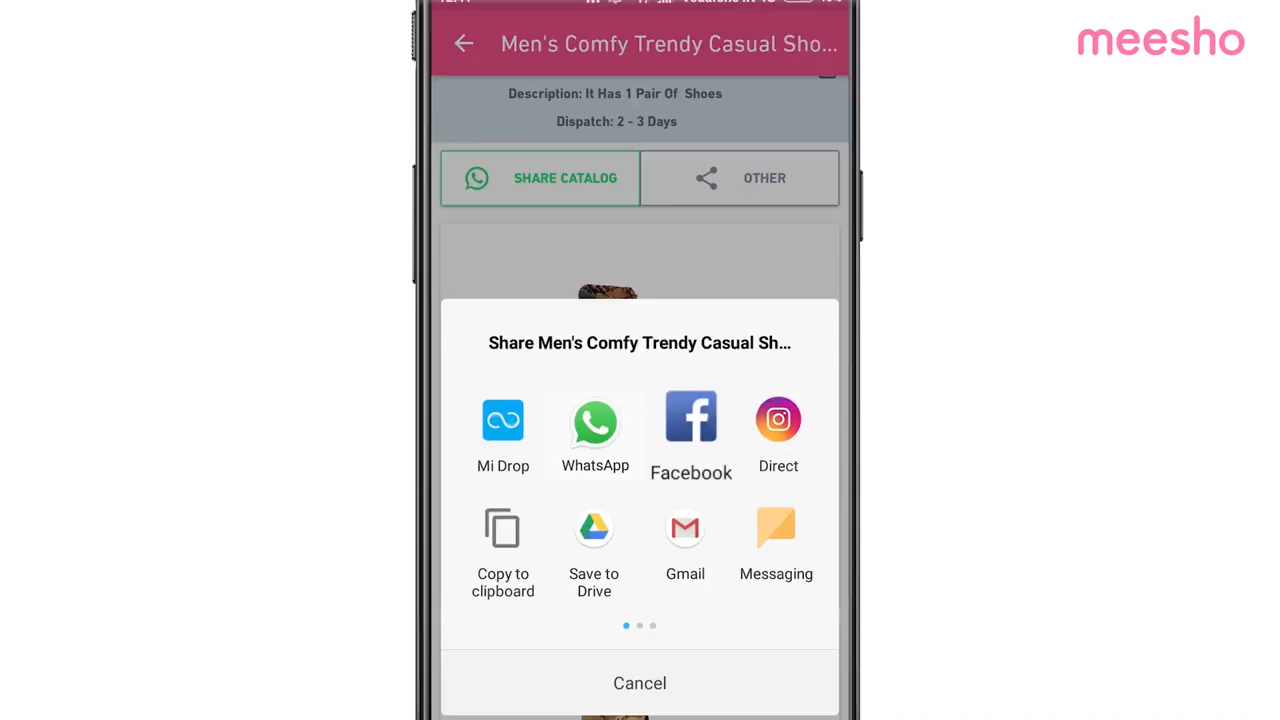 meesho
Men's Comfy Trendy Casual Sho...
Description: It Has 1 Pair Of Shoes
Dispatch: 2 - 3 Days
SHARE CATALOG
OTHER
Share Men's Comfy Trendy Casual Sh...
Mi Drop
WhatsApp
Facebook
Direct
Copy to
clipboard
Save to
Drive
Gmail
Messaging
Cancel